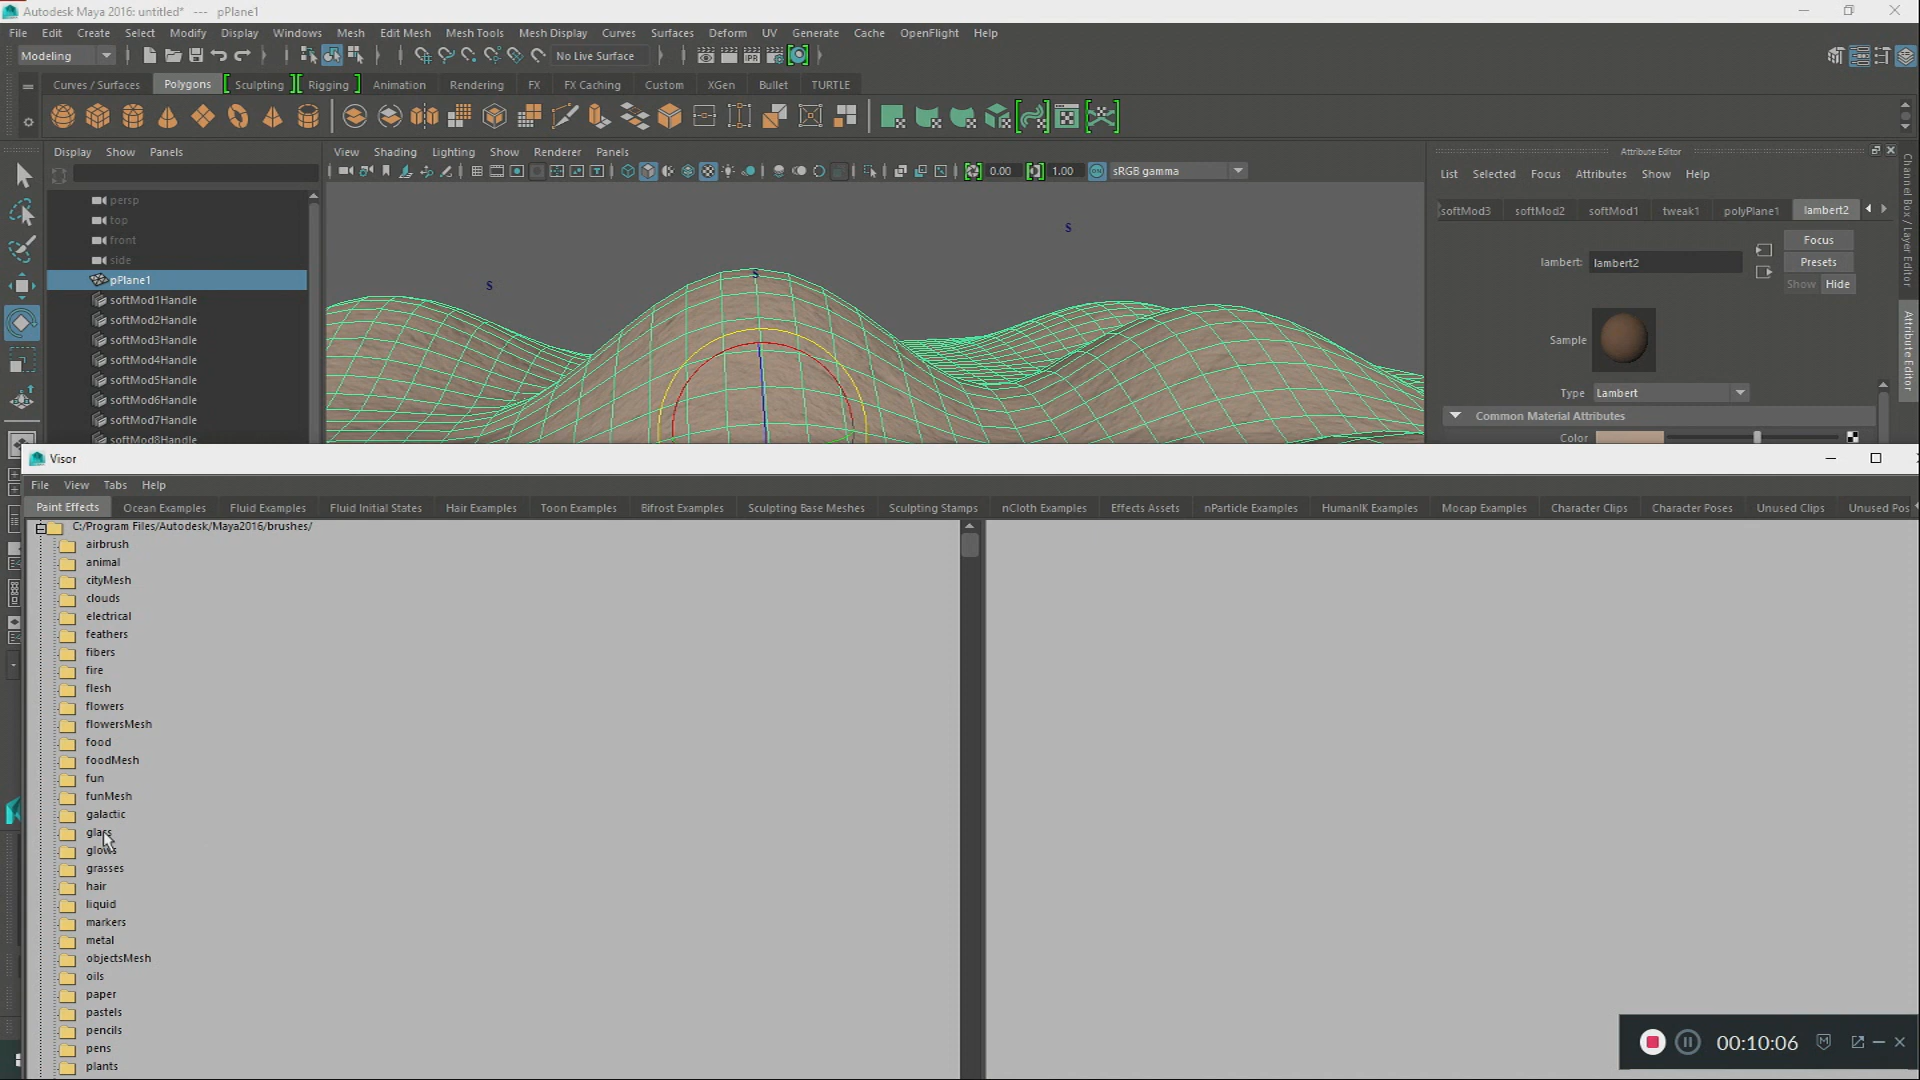 Autodesk Maya 2016: untitled* --- pPlane1
File Edit Create Select Modify Display Windows Mesh Edit Mesh Mesh Tools Mesh Display Curves Surfaces Deform UV Generate Cache OpenFlight Help
Modeling No Live Surface
Curves / Surfaces Polygons Sculpting Rigging Animation Rendering FX FX Caching Custom XGen Bullet TURTLE
Display Show Panels
View Shading Lighting Show Renderer Panels
0.00 1.00 sRGB gamma
persp
top
front
side
pPlane1
softMod1Handle
softMod2Handle
softMod3Handle
softMod4Handle
softMod5Handle
softMod6Handle
softMod7Handle
softMod8Handle
S
S
S
Attribute Editor
List Selected Focus Attributes Show Help
softMod3 softMod2 softMod1 tweak1 polyPlane1 lambert2
Focus
lambert: lambert2 Presets
Show Hide
Sample
Type Lambert
Common Material Attributes
Color
Channel Box / Layer Editor
Attribute Editor
Visor
File View Tabs Help
Paint Effects Ocean Examples Fluid Examples Fluid Initial States Hair Examples Toon Examples Bifrost Examples Sculpting Base Meshes Sculpting Stamps nCloth Examples Effects Assets nParticle Examples HumanIK Examples Mocap Examples Character Clips Character Poses Unused Clips Unused Pos
C:/Program Files/Autodesk/Maya2016/brushes/
airbrush
animal
cityMesh
clouds
electrical
feathers
fibers
fire
flesh
flowers
flowersMesh
food
foodMesh
fun
funMesh
galactic
glass
glows
grasses
hair
liquid
markers
metal
objectsMesh
oils
paper
pastels
pencils
pens
plants
00:10:06